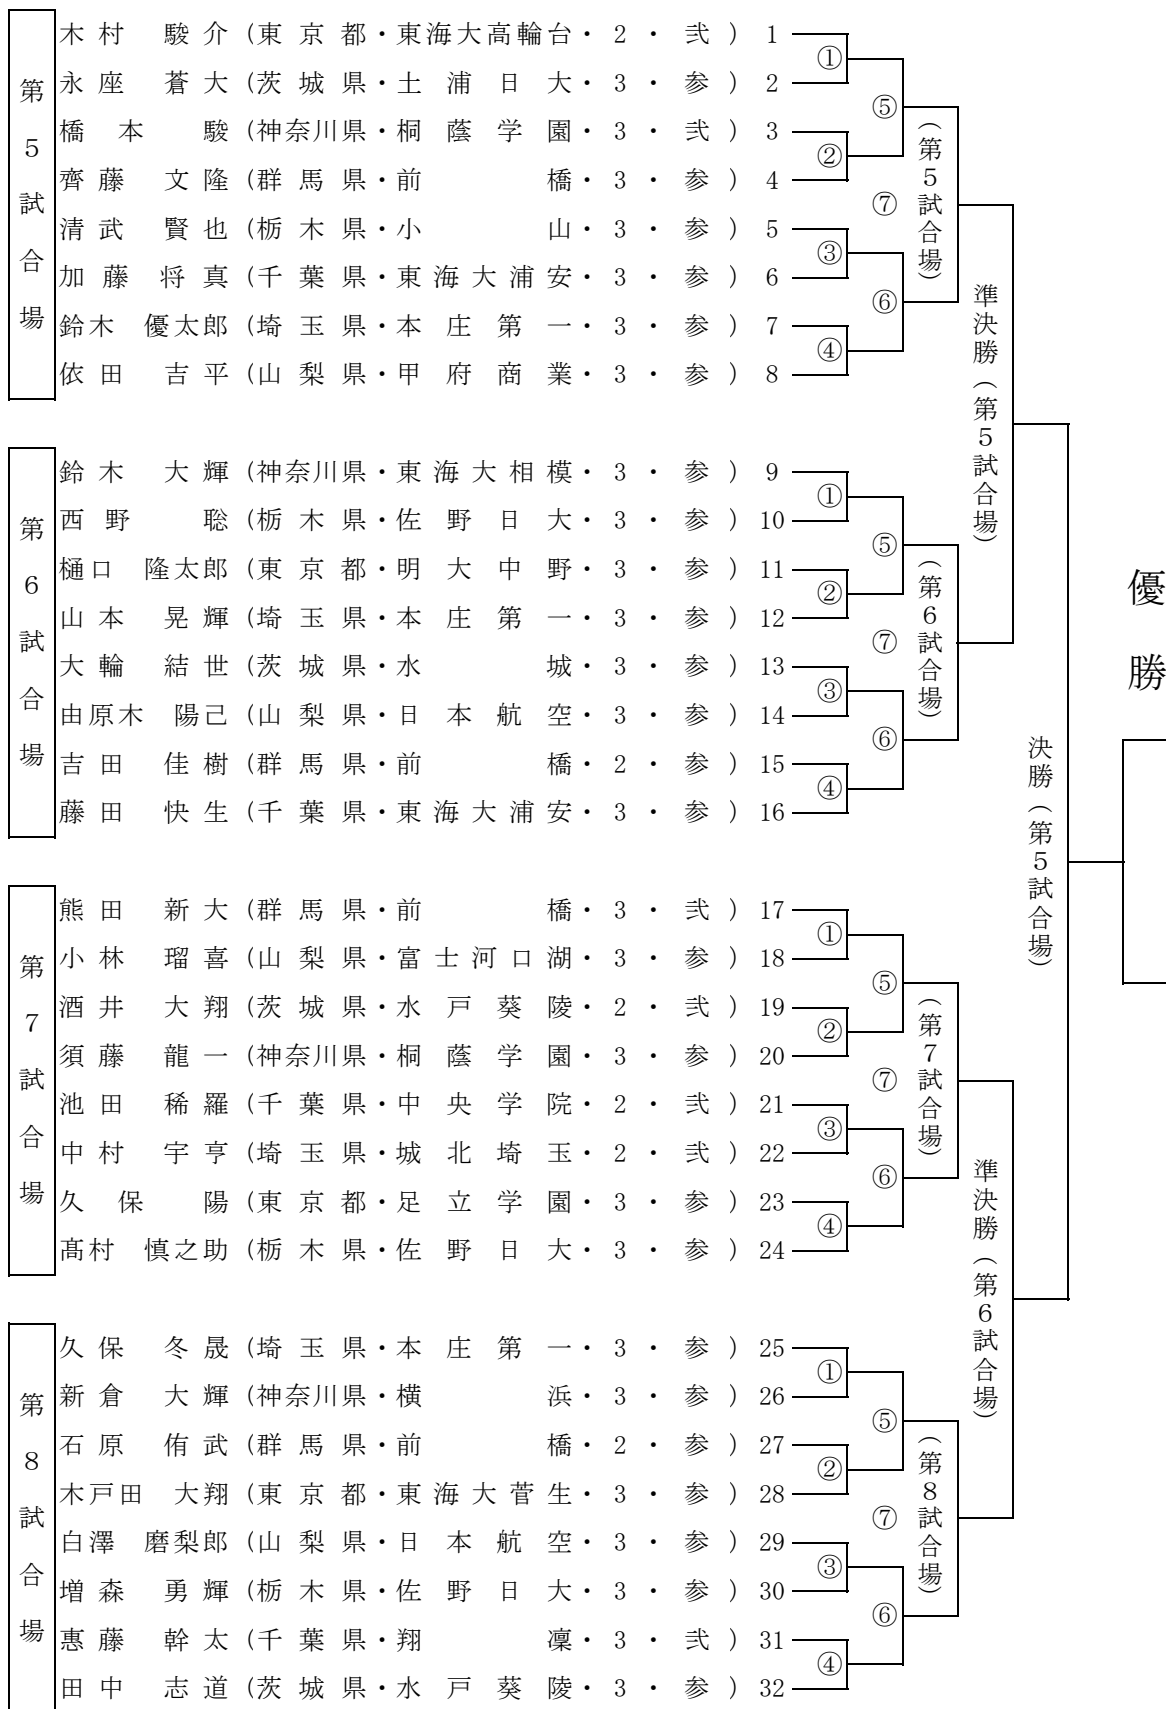 第5試合場
木村 駿介(東京都・東海大高輪台・2・弐) 1
永座 蒼大(茨城県・土浦日大・3・参) 2
橋本 駿(神奈川県・桐蔭学園・3・弐) 3
齊藤 文隆(群馬県・前橋・3・参) 4
清武 賢也(栃木県・小山・3・参) 5
加藤 将真(千葉県・東海大浦安・3・参) 6
鈴木 優太郎(埼玉県・本庄第一・3・参) 7
依田 吉平(山梨県・甲府商業・3・参) 8
①
②
③
④
⑤
⑥
⑦
(第5試合場)
第6試合場
鈴木 大輝(神奈川県・東海大相模・3・参) 9
西野 聡(栃木県・佐野日大・3・参) 10
樋口 隆太郎(東京都・明大中野・3・参) 11
山本 晃輝(埼玉県・本庄第一・3・参) 12
大輪 結世(茨城県・水城・3・参) 13
由原木 陽己(山梨県・日本航空・3・参) 14
吉田 佳樹(群馬県・前橋・2・参) 15
藤田 快生(千葉県・東海大浦安・3・参) 16
①
②
③
④
⑤
⑥
⑦
(第6試合場)
準決勝(第5試合場)
第7試合場
熊田 新大(群馬県・前橋・3・弐) 17
小林 瑠喜(山梨県・富士河口湖・3・参) 18
酒井 大翔(茨城県・水戸葵陵・2・弐) 19
須藤 龍一(神奈川県・桐蔭学園・3・参) 20
池田 稀羅(千葉県・中央学院・2・弐) 21
中村 宇亨(埼玉県・城北埼玉・2・弐) 22
久保 陽(東京都・足立学園・3・参) 23
髙村 慎之助(栃木県・佐野日大・3・参) 24
①
②
③
④
⑤
⑥
⑦
(第7試合場)
第8試合場
久保 冬晟(埼玉県・本庄第一・3・参) 25
新倉 大輝(神奈川県・横浜・3・参) 26
石原 侑武(群馬県・前橋・2・参) 27
木戸田 大翔(東京都・東海大菅生・3・参) 28
白澤 磨梨郎(山梨県・日本航空・3・参) 29
増森 勇輝(栃木県・佐野日大・3・参) 30
惠藤 幹太(千葉県・翔凜・3・弐) 31
田中 志道(茨城県・水戸葵陵・3・参) 32
①
②
③
④
⑤
⑥
⑦
(第8試合場)
準決勝(第6試合場)
決勝(第5試合場)
優勝